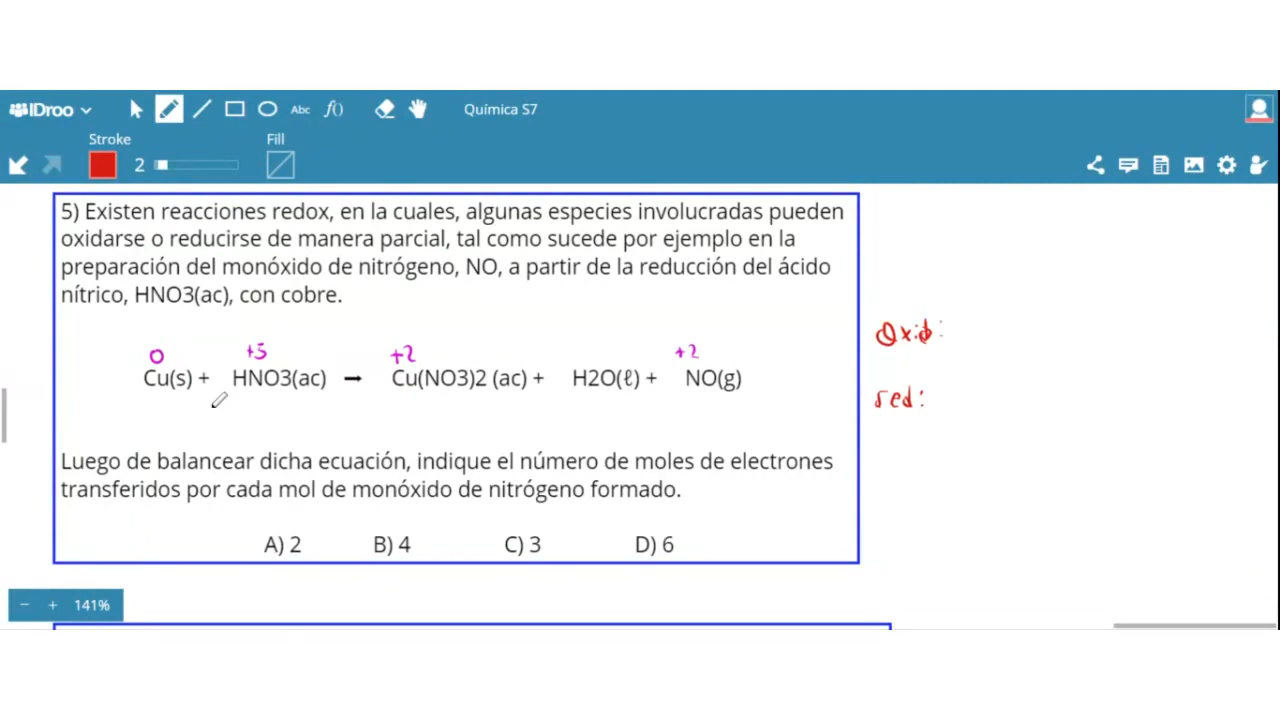 IDroo
Abc
f()
Química S7
Stroke
Fill
2
5) Existen reacciones redox, en la cuales, algunas especies involucradas pueden
oxidarse o reducirse de manera parcial, tal como sucede por ejemplo en la
preparación del monóxido de nitrógeno, NO, a partir de la reducción del ácido
nítrico, HNO3(ac), con cobre.
0 +5 +2 +2
Cu(s) + HNO3(ac) → Cu(NO3)2 (ac) + H2O(ℓ) + NO(g)
Oxid:
red:
Luego de balancear dicha ecuación, indique el número de moles de electrones
transferidos por cada mol de monóxido de nitrógeno formado.
A) 2 B) 4 C) 3 D) 6
− + 141%